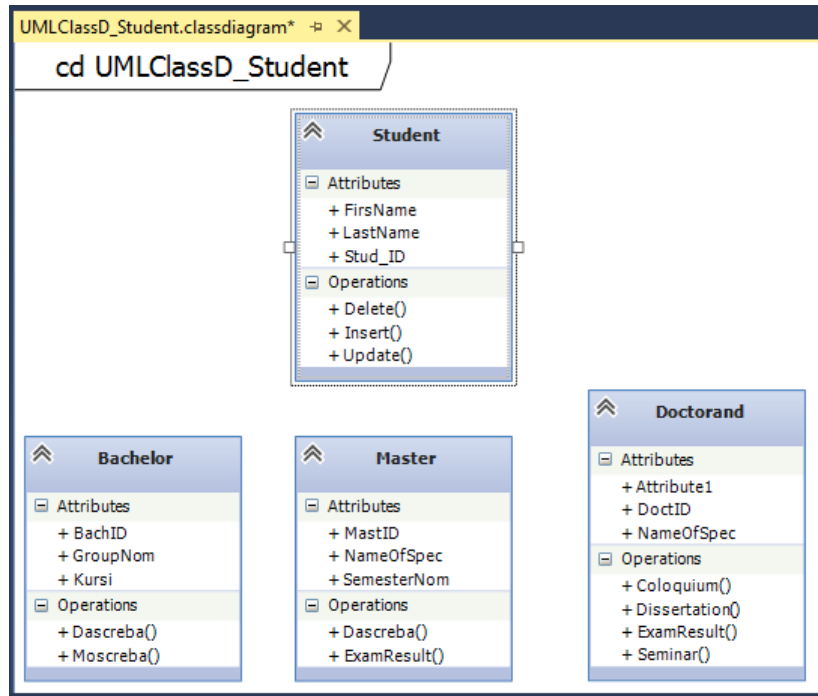 UMLClassD_Student.classdiagram*
cd UMLClassD_Student
Student
Attributes
+ FirsName
+ LastName
+ Stud_ID
Operations
+ Delete()
+ Insert()
+ Update()
Bachelor
Attributes
+ BachID
+ GroupNom
+ Kursi
Operations
+ Dascreba()
+ Moscreba()
Master
Attributes
+ MastID
+ NameOfSpec
+ SemesterNom
Operations
+ Dascreba()
+ ExamResult()
Doctorand
Attributes
+ Attribute1
+ DoctID
+ NameOfSpec
Operations
+ Coloquium()
+ Dissertation()
+ ExamResult()
+ Seminar()